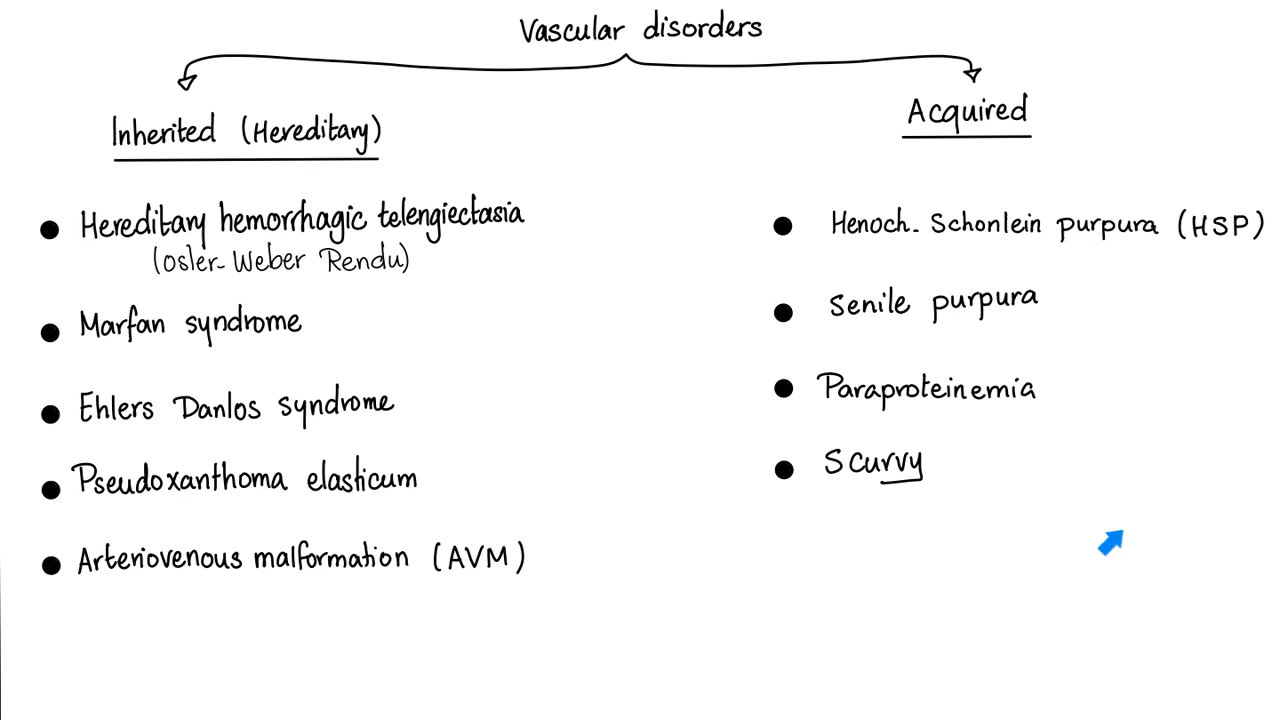 Vascular disorders
Inherited (Hereditary)
● Hereditary hemorrhagic telengiectasia
(Osler-Weber Rendu)
● Marfan syndrome
● Ehlers Danlos syndrome
● Pseudoxanthoma elasticum
● Arteriovenous malformation (AVM)
Acquired
● Henoch-Schonlein purpura (HSP)
● Senile purpura
● Paraproteinemia
● Scurvy